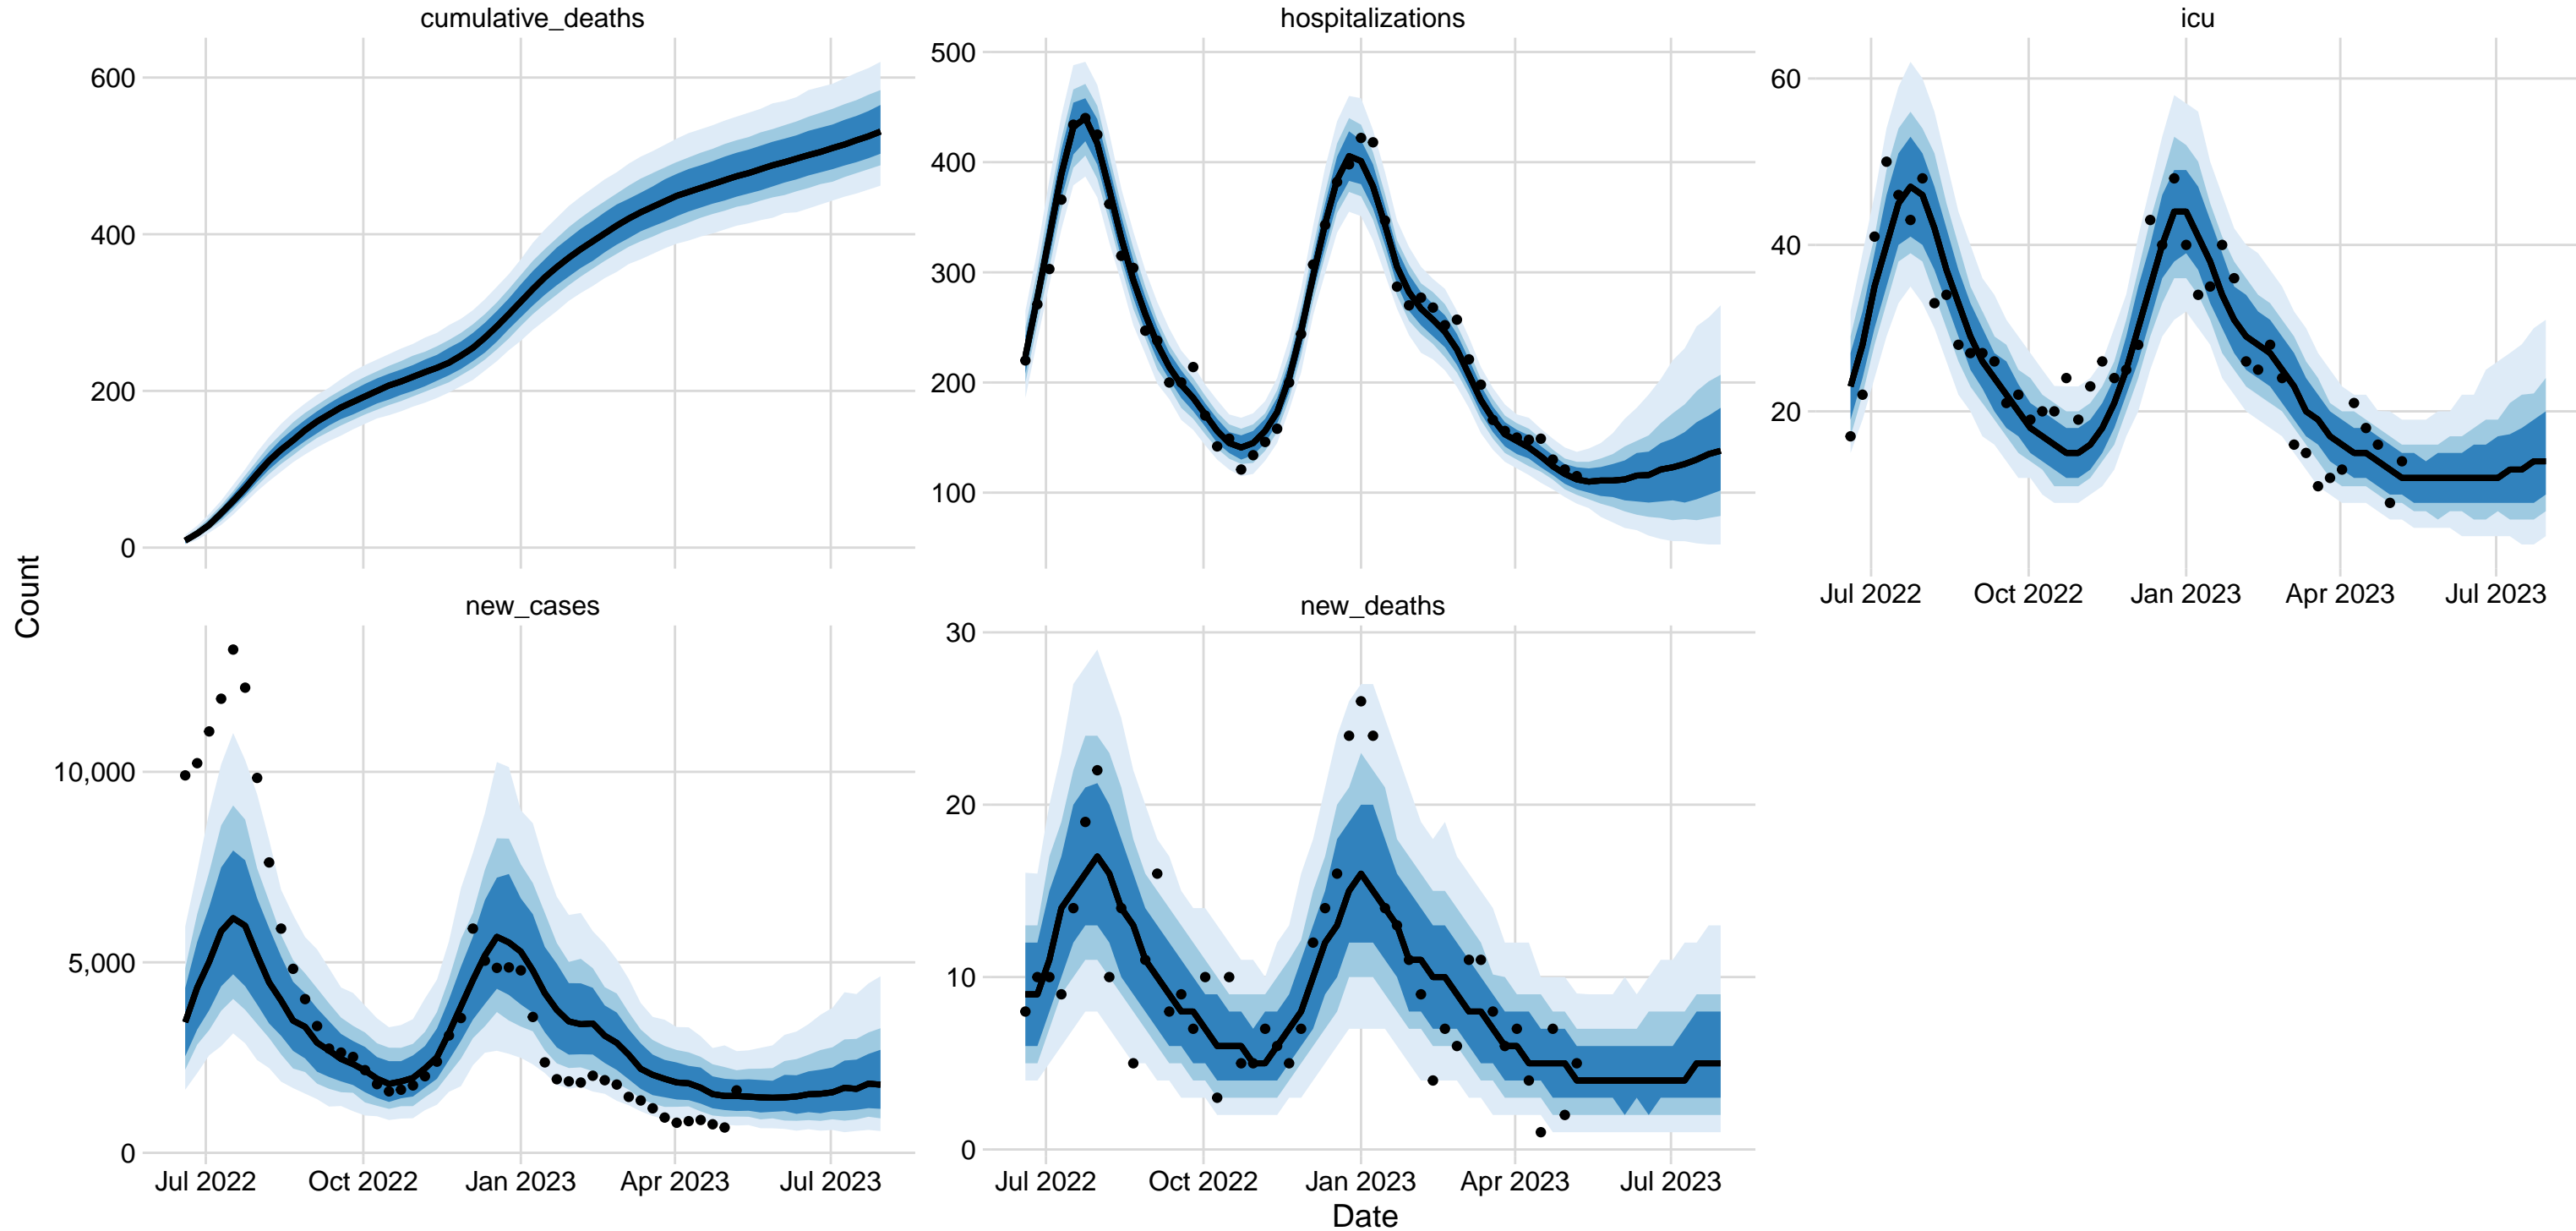 cumulative_deaths
hospitalizations
icu
600
400
200
0
500
400
300
200
100
60
40
20
Jul 2022 Oct 2022 Jan 2023 Apr 2023 Jul 2023
Count
new_cases
new_deaths
10,000
5,000
0
30
20
10
0
Jul 2022 Oct 2022 Jan 2023 Apr 2023 Jul 2023
Jul 2022 Oct 2022 Jan 2023 Apr 2023 Jul 2023
Date